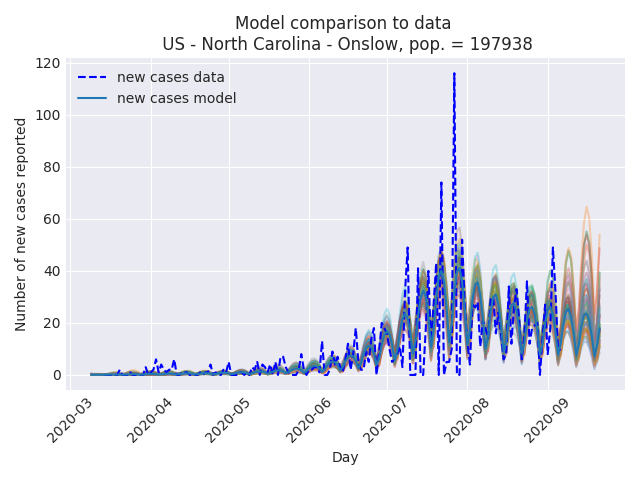 Model comparison to data
US - North Carolina - Onslow, pop. = 197938
new cases data
new cases model
Number of new cases reported
120
100
80
60
40
20
0
2020-03
2020-04
2020-05
2020-06
2020-07
2020-08
2020-09
Day